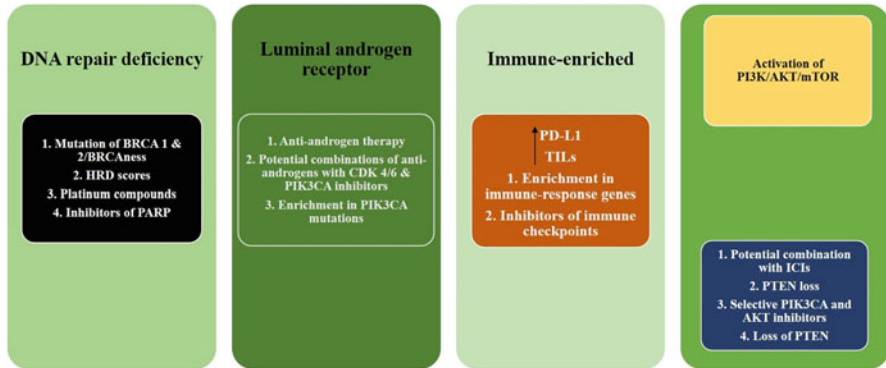 DNA repair deficiency
1. Mutation of BRCA 1 &
2/BRCAness
2. HRD scores
3. Platinum compounds
4. Inhibitors of PARP
Luminal androgen
receptor
1. Anti-androgen therapy
2. Potential combinations of anti-
androgens with CDK 4/6 &
PIK3CA inhibitors
3. Enrichment in PIK3CA
mutations
Immune-enriched
PD-L1
TILs
1. Enrichment in
immune-response genes
2. Inhibitors of immune
checkpoints
Activation of
PI3K/AKT/mTOR
1. Potential combination
with ICIs
2. PTEN loss
3. Selective PIK3CA and
AKT inhibitors
4. Loss of PTEN